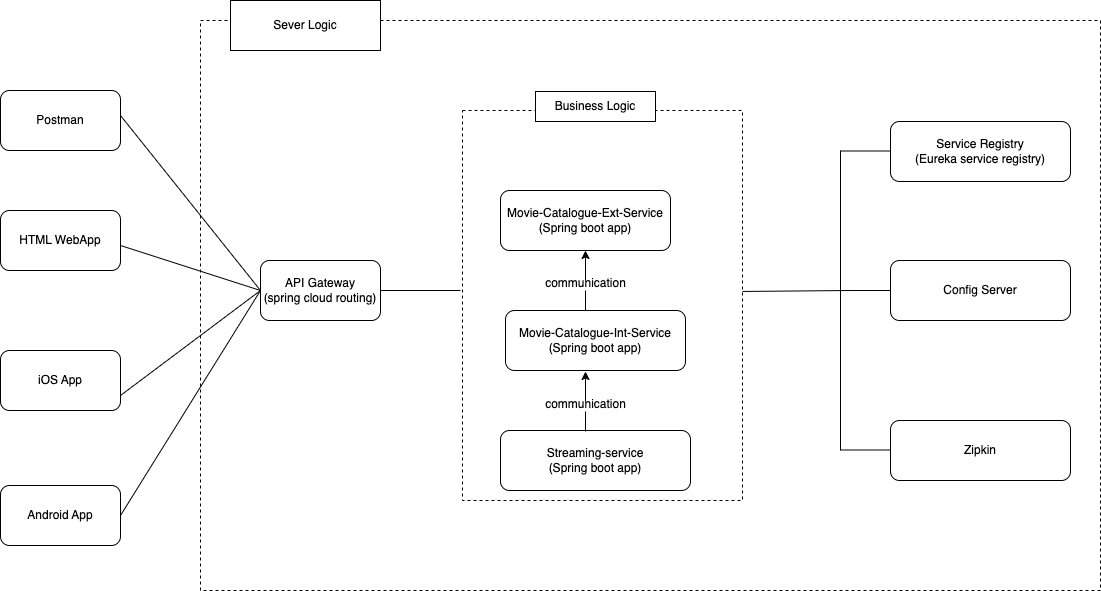 Sever Logic
Postman
HTML WebApp
iOS App
Android App
API Gateway
(spring cloud routing)
Business Logic
Movie-Catalogue-Ext-Service
(Spring boot app)
communication
Movie-Catalogue-Int-Service
(Spring boot app)
communication
Streaming-service
(Spring boot app)
Service Registry
(Eureka service registry)
Config Server
Zipkin